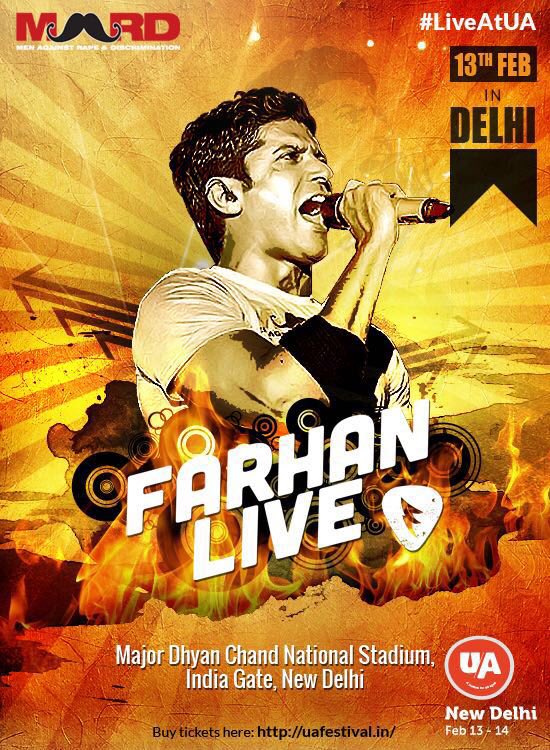 MARD
MEN AGAINST RAPE & DISCRIMINATION
#LiveAtUA
13TH FEB
IN
DELHI
FARHAN
LIVE
Major Dhyan Chand National Stadium,
India Gate, New Delhi
UA
New Delhi
Feb 13 - 14
Buy tickets here: http://uafestival.in/